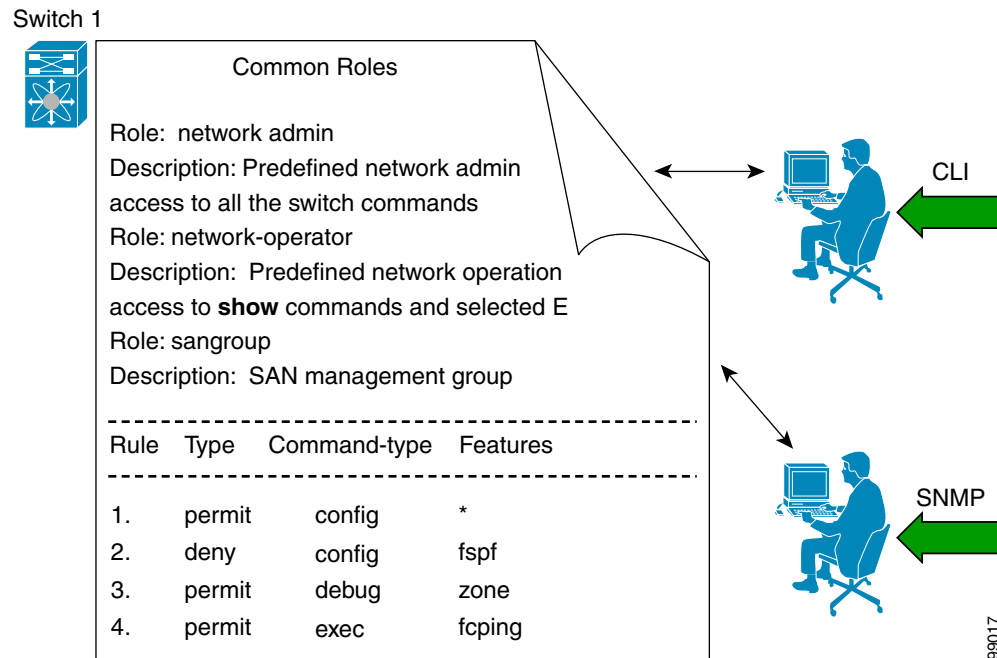 Switch 1
Common Roles
Role: network admin
Description: Predefined network admin
access to all the switch commands
Role: network-operator
Description: Predefined network operation
access to show commands and selected E
Role: sangroup
Description: SAN management group
Rule Type Command-type Features
1. permit config *
2. deny config fspf
3. permit debug zone
4. permit exec fcping
CLI
SNMP
99017